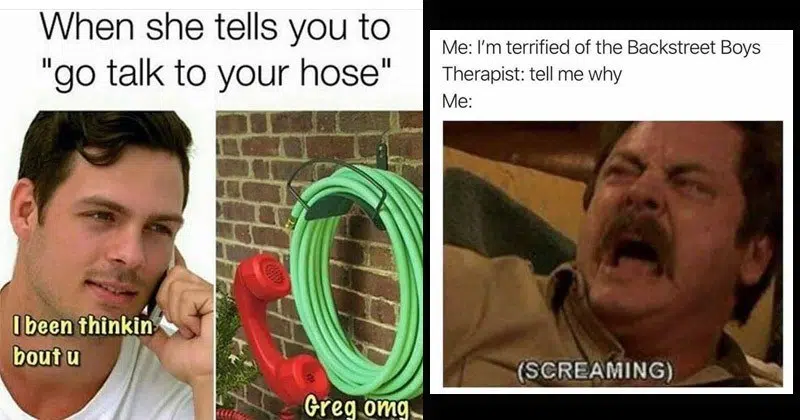 When she tells you to
"go talk to your hose"
I been thinkin
bout u
Greg omg
Me: I'm terrified of the Backstreet Boys
Therapist: tell me why
Me:
(SCREAMING)